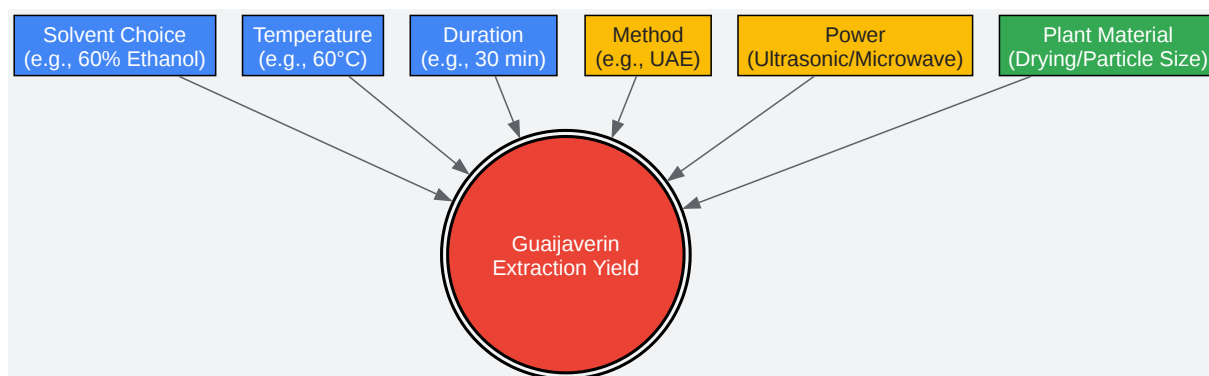 Solvent Choice
(e.g., 60% Ethanol)
Temperature
(e.g., 60°C)
Duration
(e.g., 30 min)
Method
(e.g., UAE)
Power
(Ultrasonic/Microwave)
Plant Material
(Drying/Particle Size)
Guaijaverin
Extraction Yield